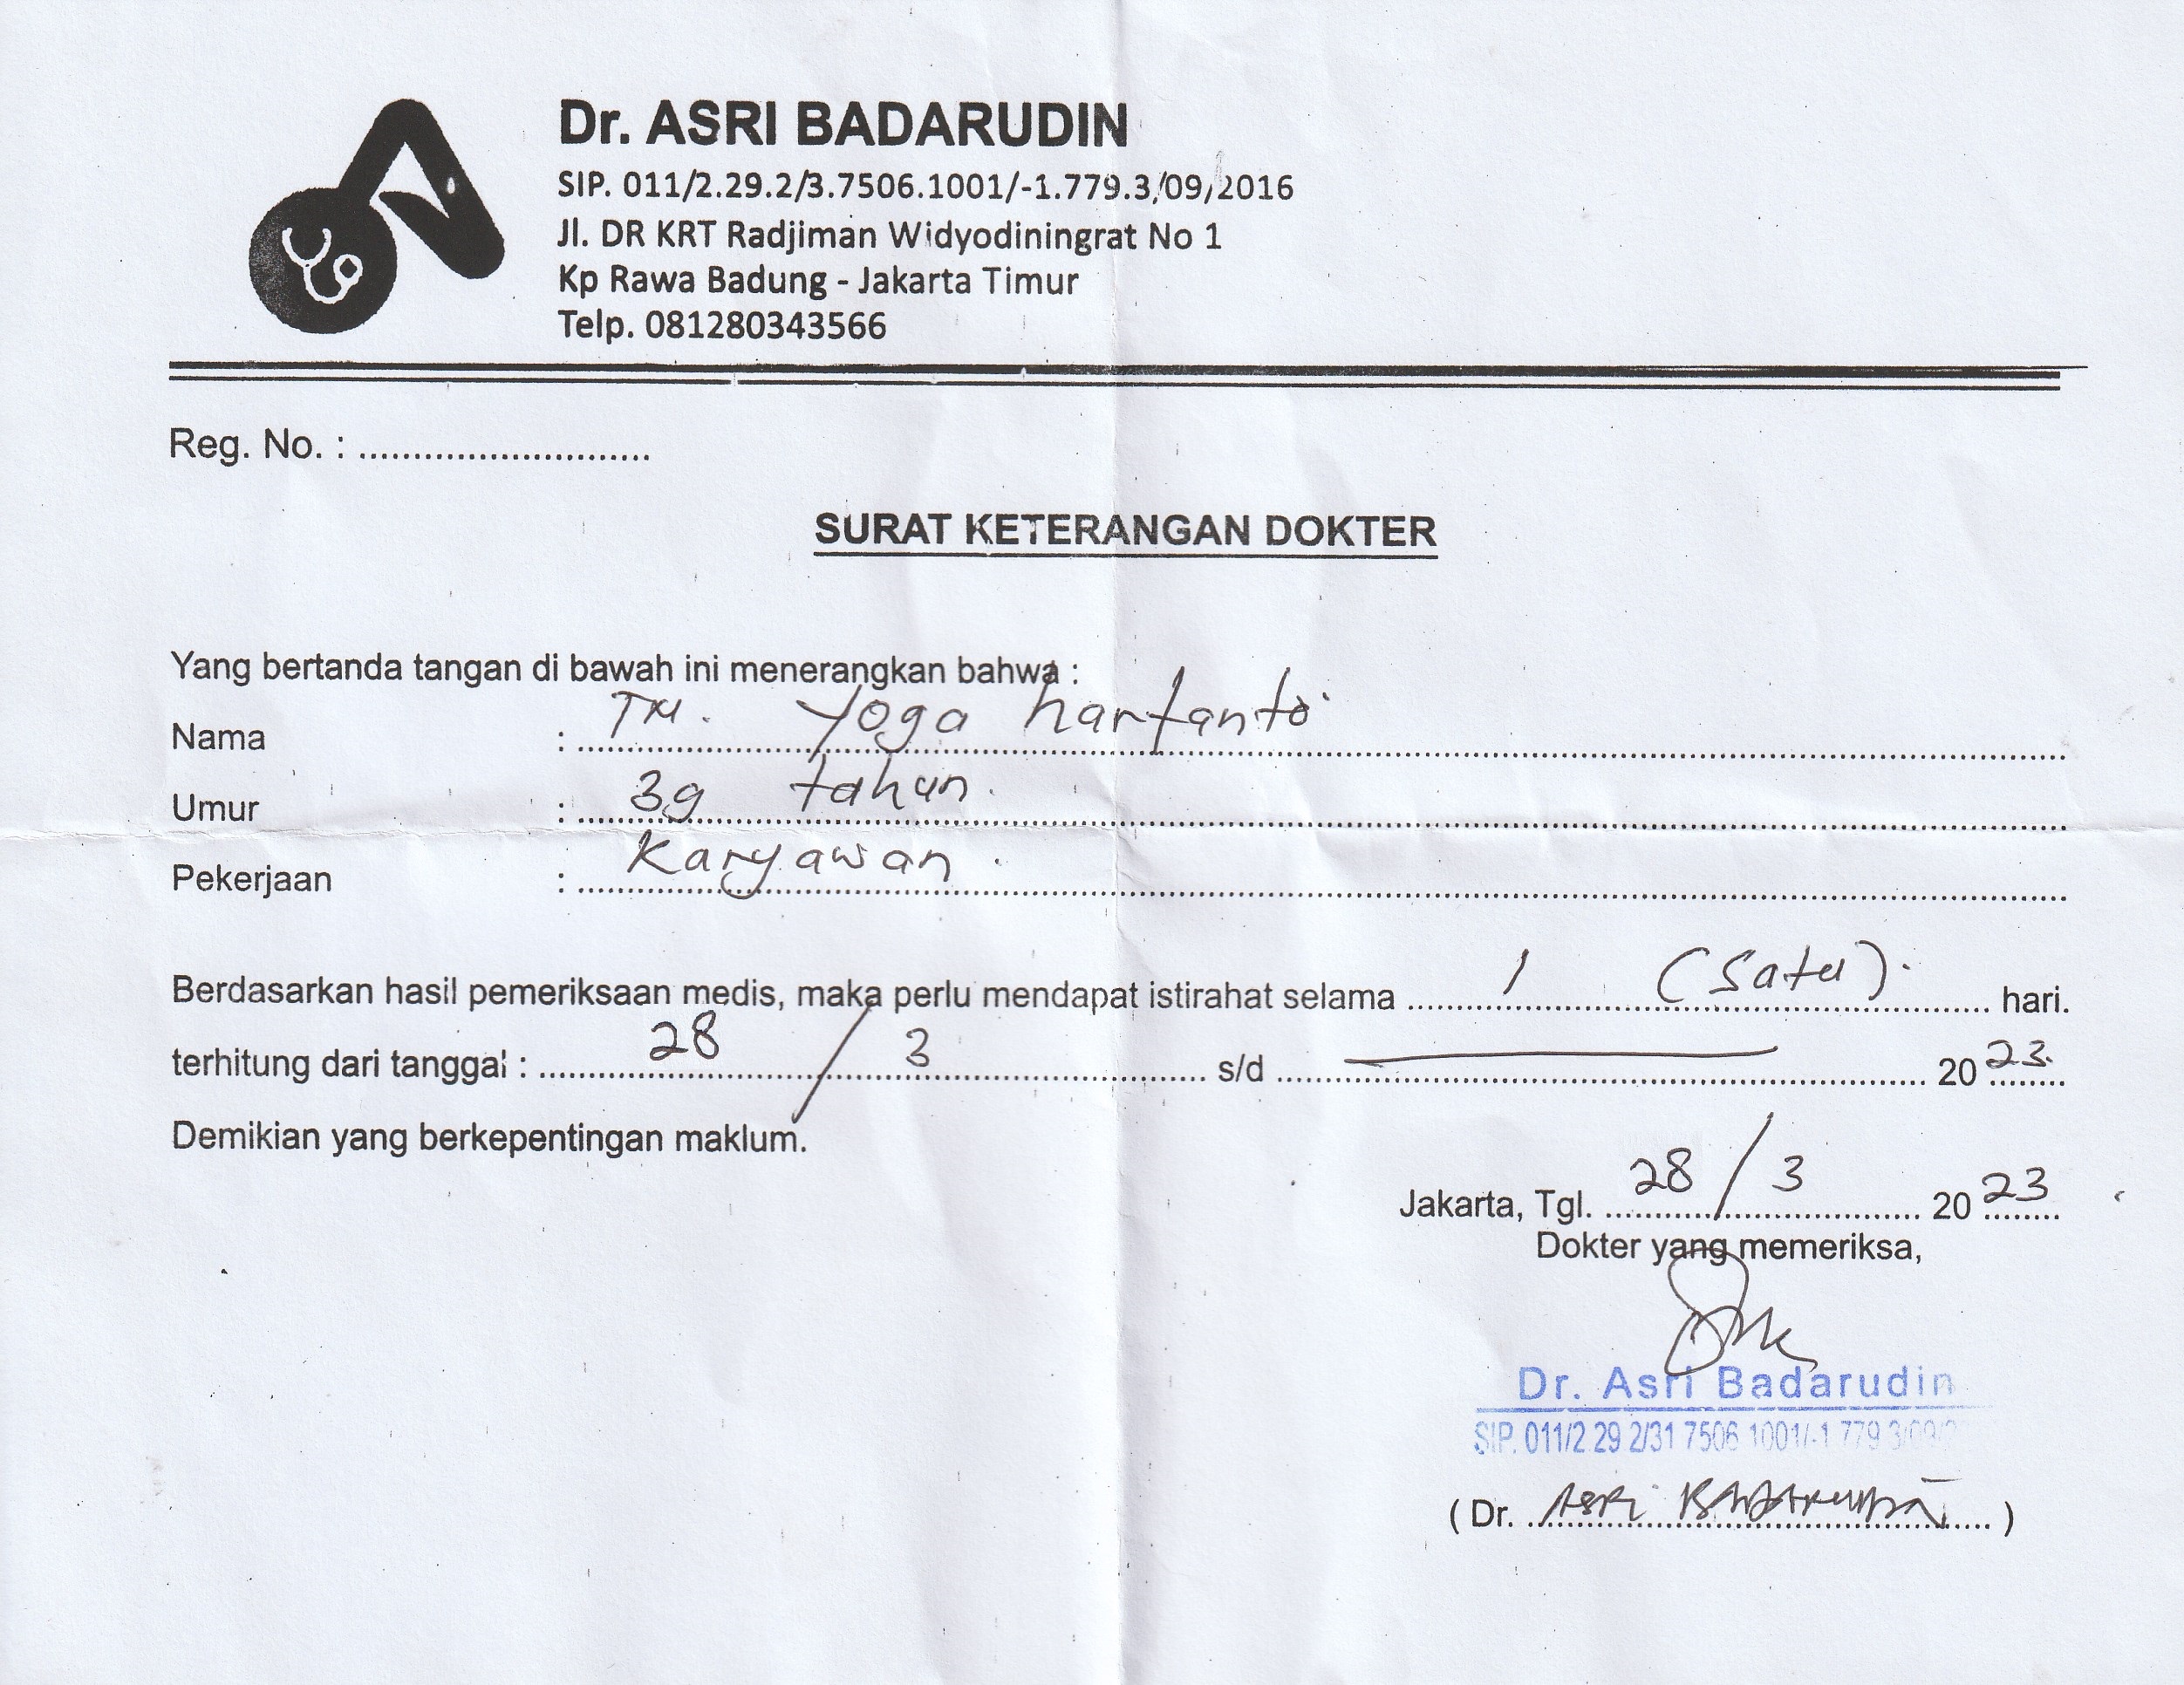 Dr. ASRI BADARUDIN
SIP. 011/2.29.2/3.7506.1001/-1.779.3/09/2016
Jl. DR KRT Radjiman Widyodiningrat No 1
Kp Rawa Badung - Jakarta Timur
Telp. 081280343566
Reg. No. : ...........................
SURAT KETERANGAN DOKTER
Yang bertanda tangan di bawah ini menerangkan bahwa :
Nama : Tn. Yoga hartanto
Umur : 39 tahun.
Pekerjaan : Karyawan.
Berdasarkan hasil pemeriksaan medis, maka perlu mendapat istirahat selama 1 (Satu). hari.
terhitung dari tanggal : 28 / 3 s/d — 2023.
Demikian yang berkepentingan maklum.
Jakarta, Tgl. 28 / 3 2023
Dokter yang memeriksa,
Dr. Asri Badarudin
SIP. 011/2 29 2/31 7506 1001/-1 779 3/09/2
( Dr. ASRI BADARUDIN )